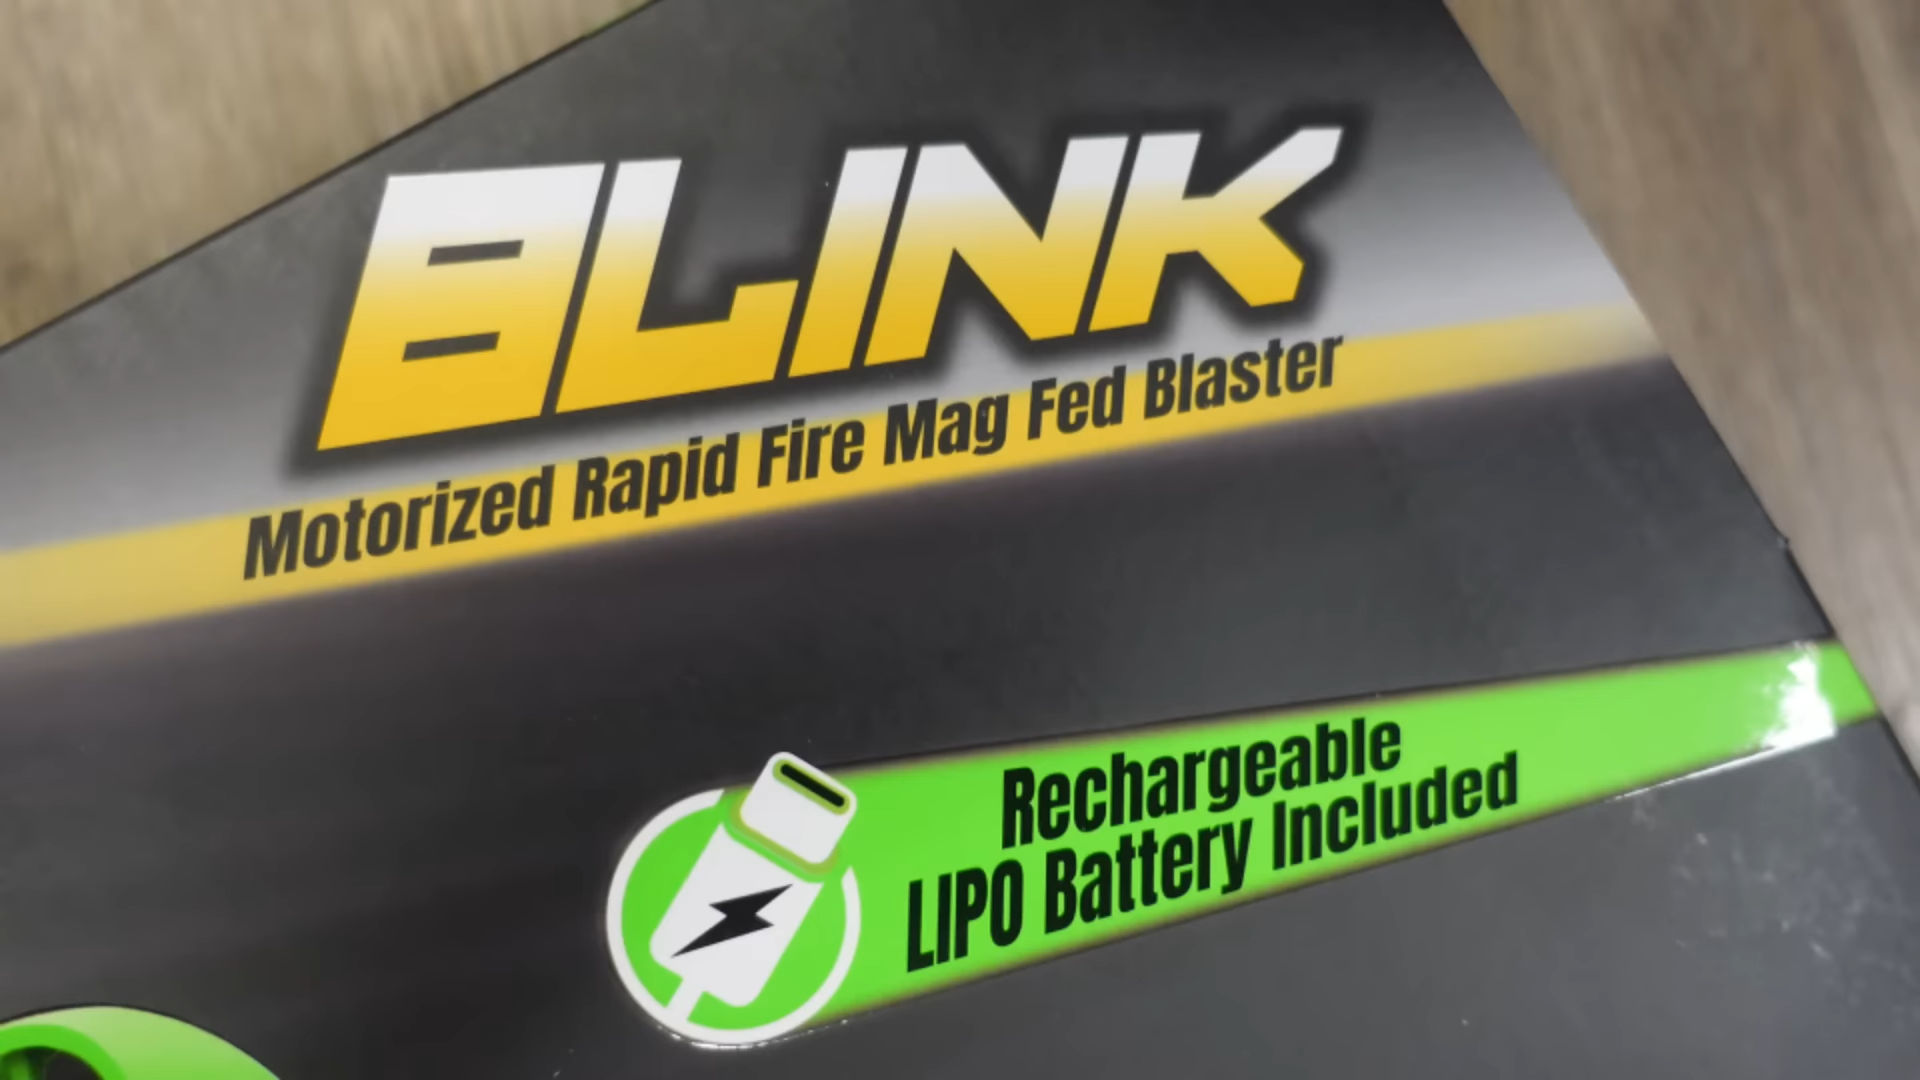 BLINK
Motorized Rapid Fire Mag Fed Blaster
Rechargeable
LIPO Battery Included